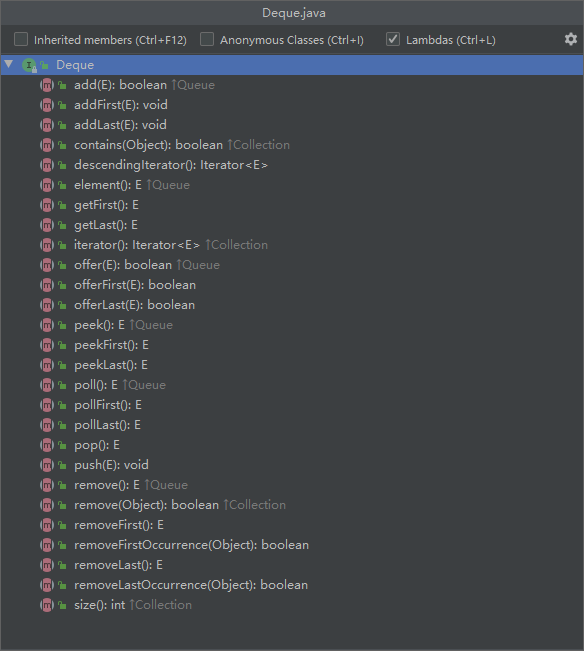 Deque.java
Inherited members (Ctrl+F12) Anonymous Classes (Ctrl+I) Lambdas (Ctrl+L)
I Deque
m add(E): boolean ↑Queue
m addFirst(E): void
m addLast(E): void
m contains(Object): boolean ↑Collection
m descendingIterator(): Iterator<E>
m element(): E ↑Queue
m getFirst(): E
m getLast(): E
m iterator(): Iterator<E> ↑Collection
m offer(E): boolean ↑Queue
m offerFirst(E): boolean
m offerLast(E): boolean
m peek(): E ↑Queue
m peekFirst(): E
m peekLast(): E
m poll(): E ↑Queue
m pollFirst(): E
m pollLast(): E
m pop(): E
m push(E): void
m remove(): E ↑Queue
m remove(Object): boolean ↑Collection
m removeFirst(): E
m removeFirstOccurrence(Object): boolean
m removeLast(): E
m removeLastOccurrence(Object): boolean
m size(): int ↑Collection